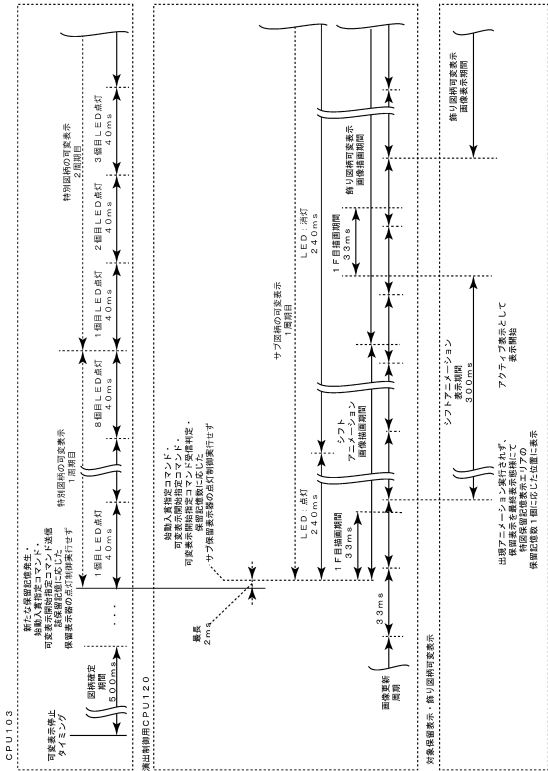 CPU103
可変表示停止
タイミング
図柄確定
期間
500ms
・・・
新たな保留記憶発生・
始動入賞指定コマンド・
可変表示開始指定コマンド送信
該保留記憶に応じた
保留表示器の点灯制御実行せず
特別図柄の可変表示
1周期目
1個目LED点灯
40ms
8個目LED点灯
40ms
特別図柄の可変表示
2周期目
1個目LED点灯
40ms
2個目LED点灯
40ms
3個目LED点灯
40ms
演出制御用CPU120
最長
2ms
始動入賞指定コマンド・
可変表示開始指定コマンド・
可変表示開始指定コマンド受信判定・
保留記憶数に応じた
サブ保留表示器の点灯制御実行せず
サブ図柄の可変表示
1周期目
LED:点灯
240ms
LED:消灯
240ms
画像更新
周期
33ms
1F目描画期間
33ms
シフト
アニメーション
画像描画期間
1F目描画期間
33ms
飾り図柄可変表示
画像描画期間
対象保留表示・飾り図柄可変表示
出現アニメーション実行されず、
保留表示を最終表示態様にて
特図保留記憶表示エリアの
保留記憶数1個に応じた位置に表示
シフトアニメーション
表示期間
300ms
アクティブ表示として
表示開始
飾り図柄可変表示
画像表示期間